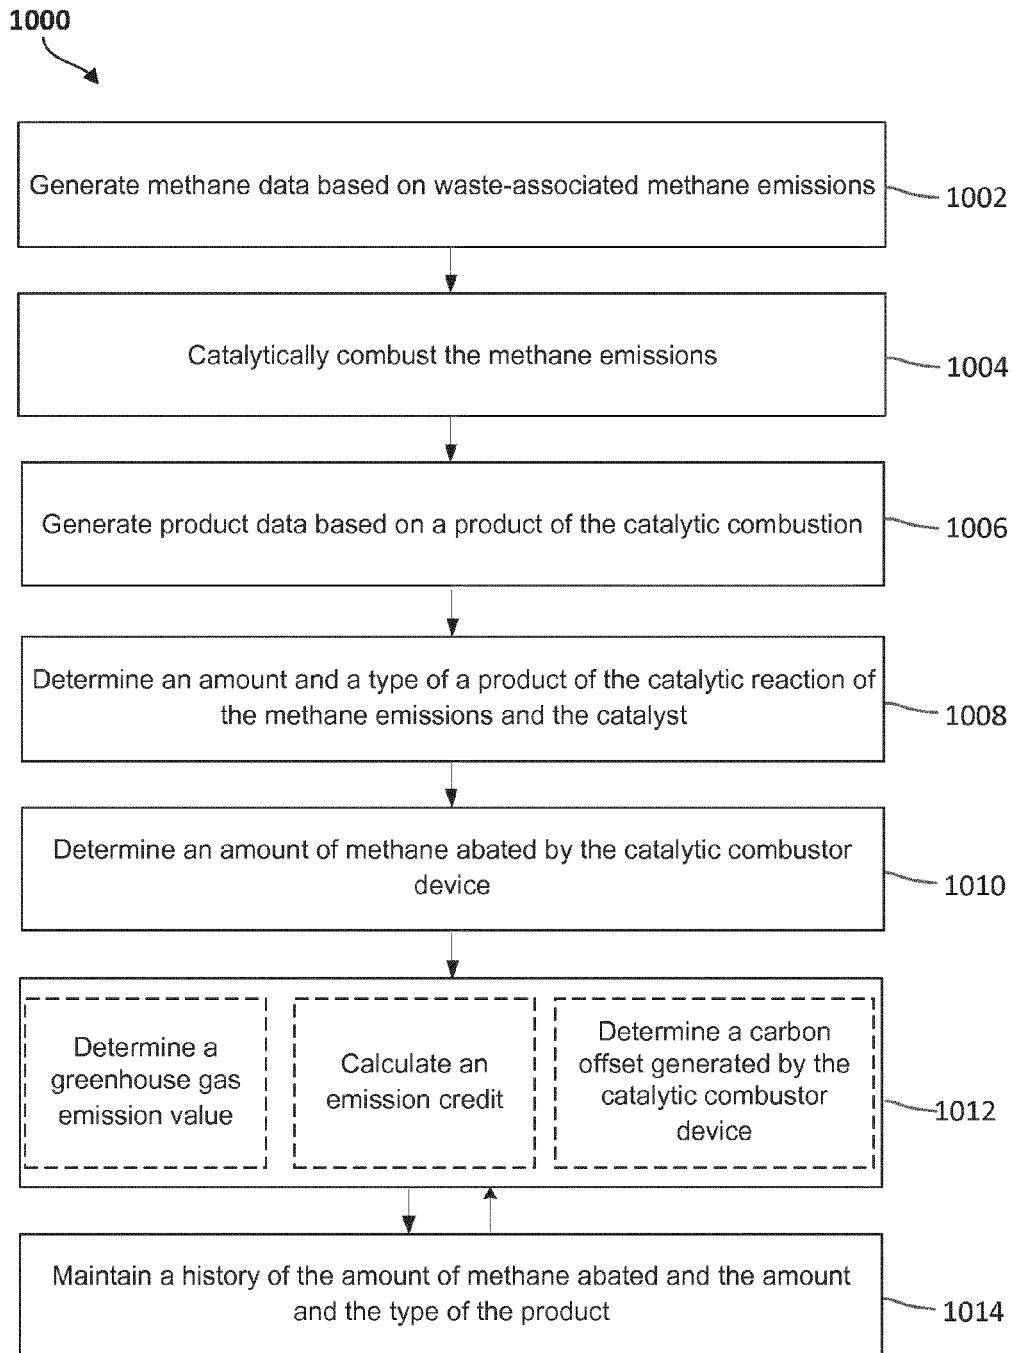 1000
Generate methane data based on waste-associated methane emissions
1002
Catalytically combust the methane emissions
1004
Generate product data based on a product of the catalytic combustion
1006
Determine an amount and a type of a product of the catalytic reaction of
the methane emissions and the catalyst
1008
Determine an amount of methane abated by the catalytic combustor
device
1010
Determine a
greenhouse gas
emission value
Calculate an
emission credit
Determine a carbon
offset generated by the
catalytic combustor
device
1012
Maintain a history of the amount of methane abated and the amount
and the type of the product
1014